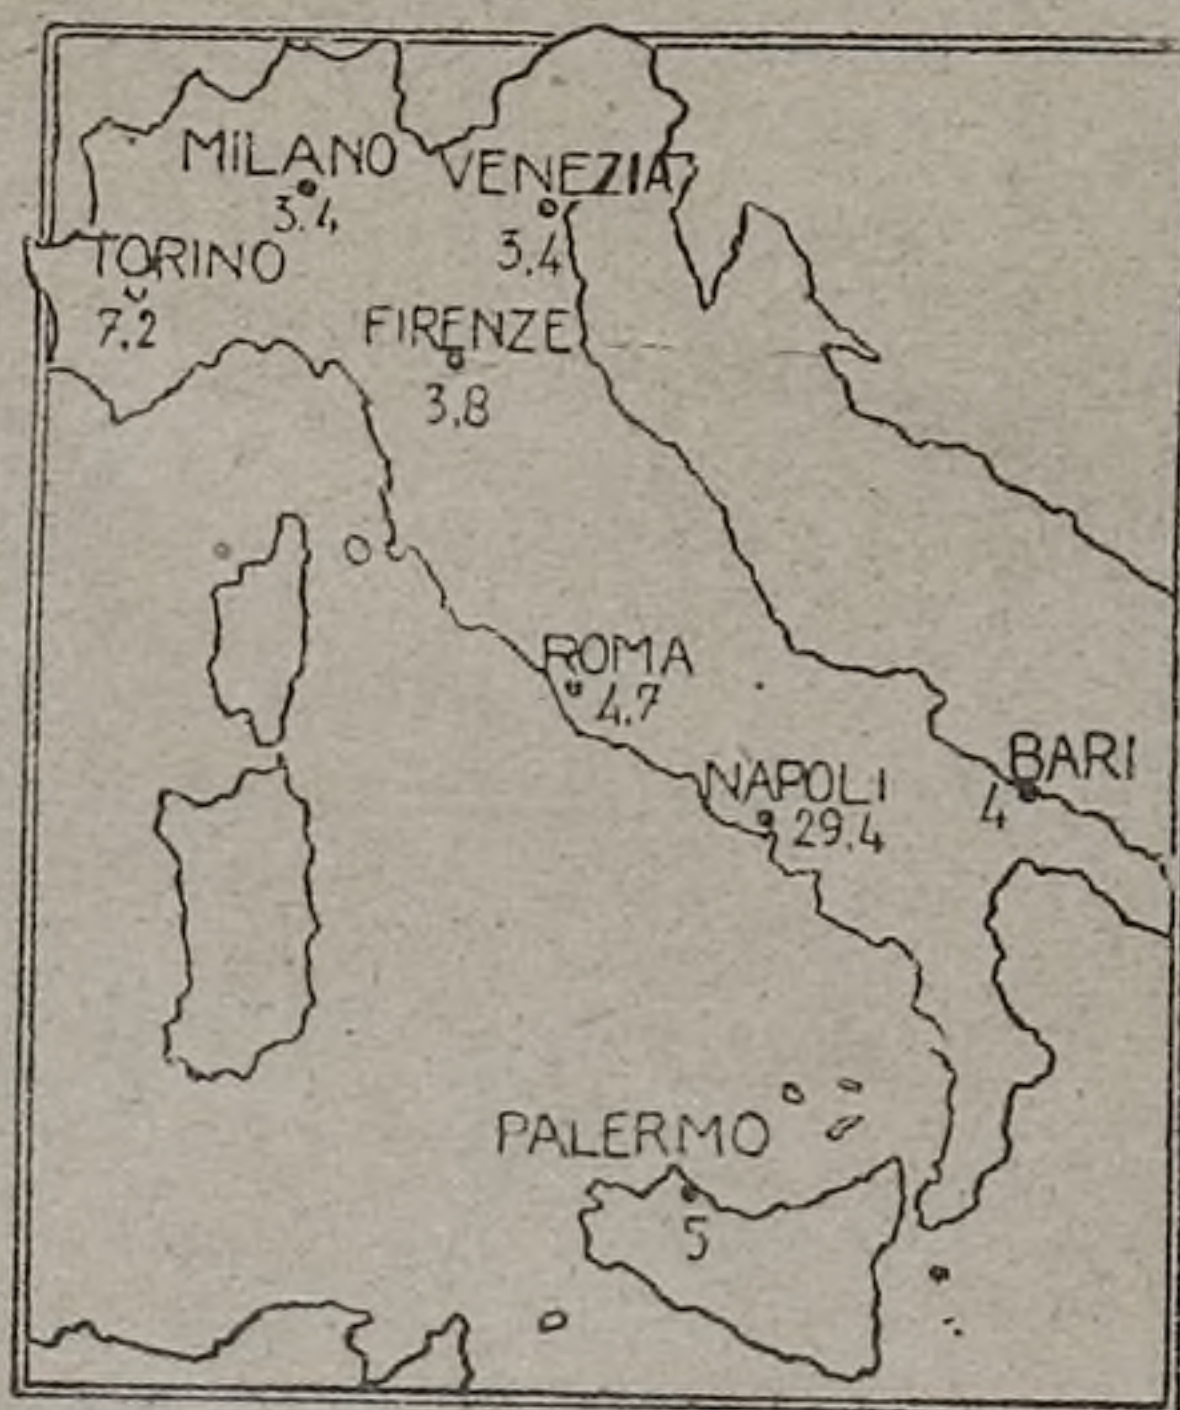 MILANO
3.4
VENEZIA
3.4
TORINO
7.2
FIRENZE
3.8
ROMA
4.7
NAPOLI
29.4
BARI
4
PALERMO
5